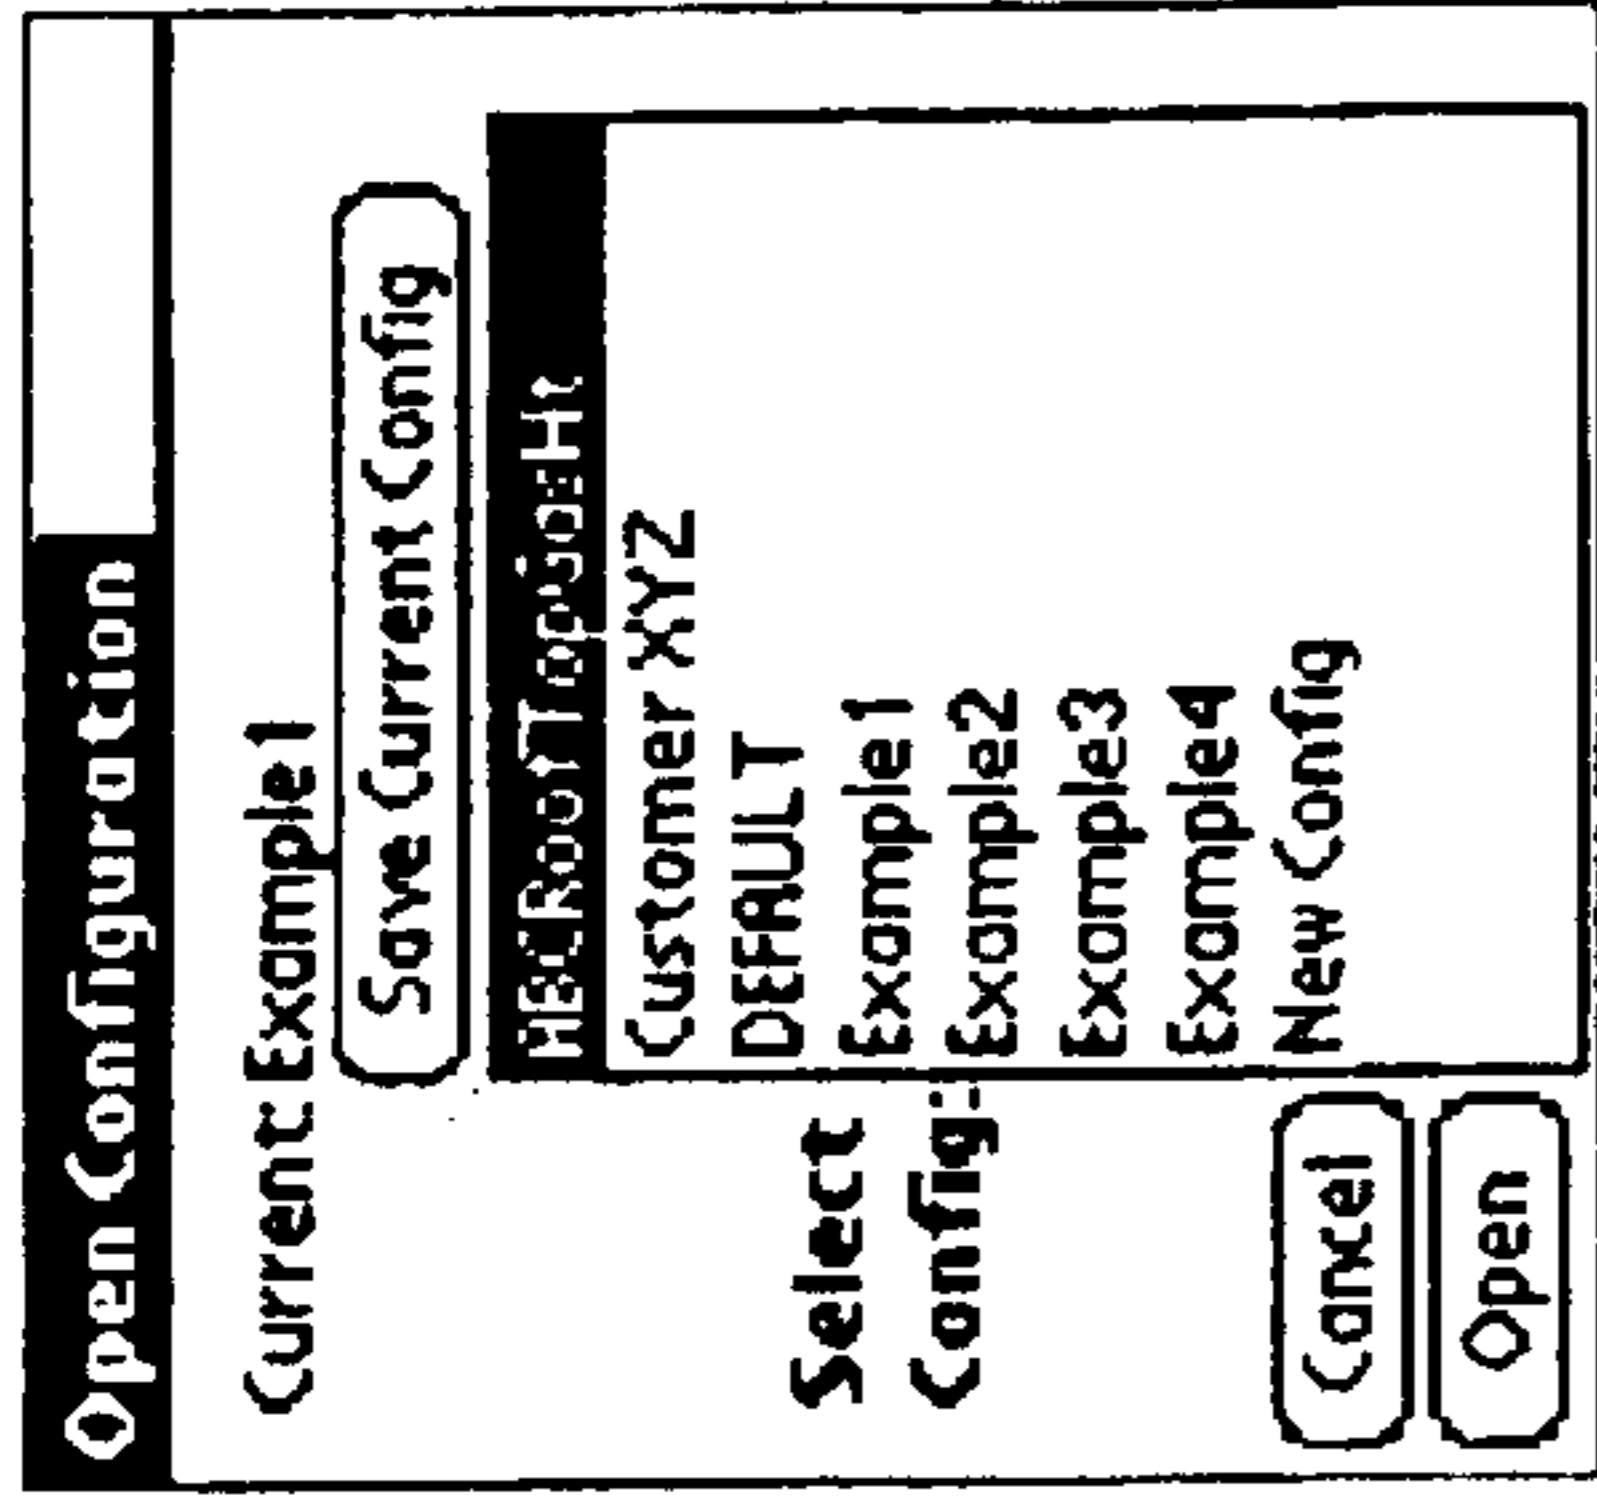 Open Configuration
Current: Example1
Save Current Config
Select
Config:
Customer XYZ
DEFAULT
Example1
Example2
Example3
Example4
New Config
Cancel
Open